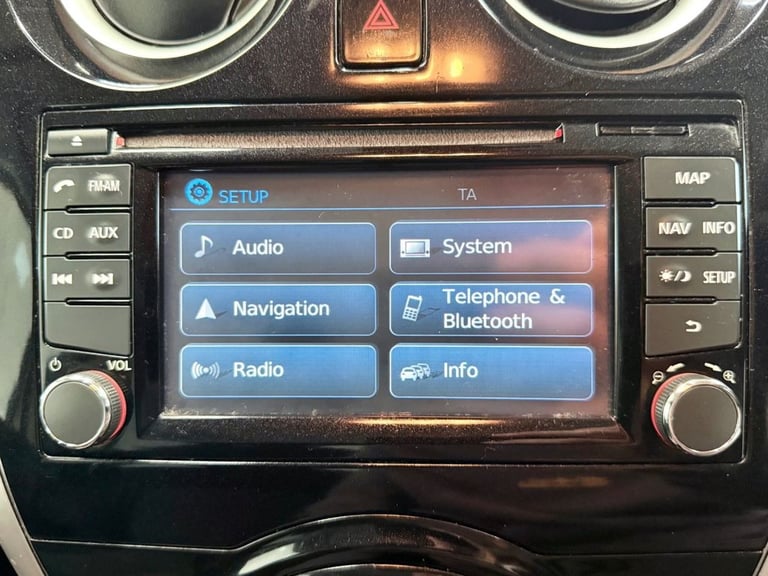 SETUP TA
FM-AM
MAP
CD AUX
NAV INFO
Audio
System
SETUP
Navigation
Telephone &
Bluetooth
Radio
Info
VOL